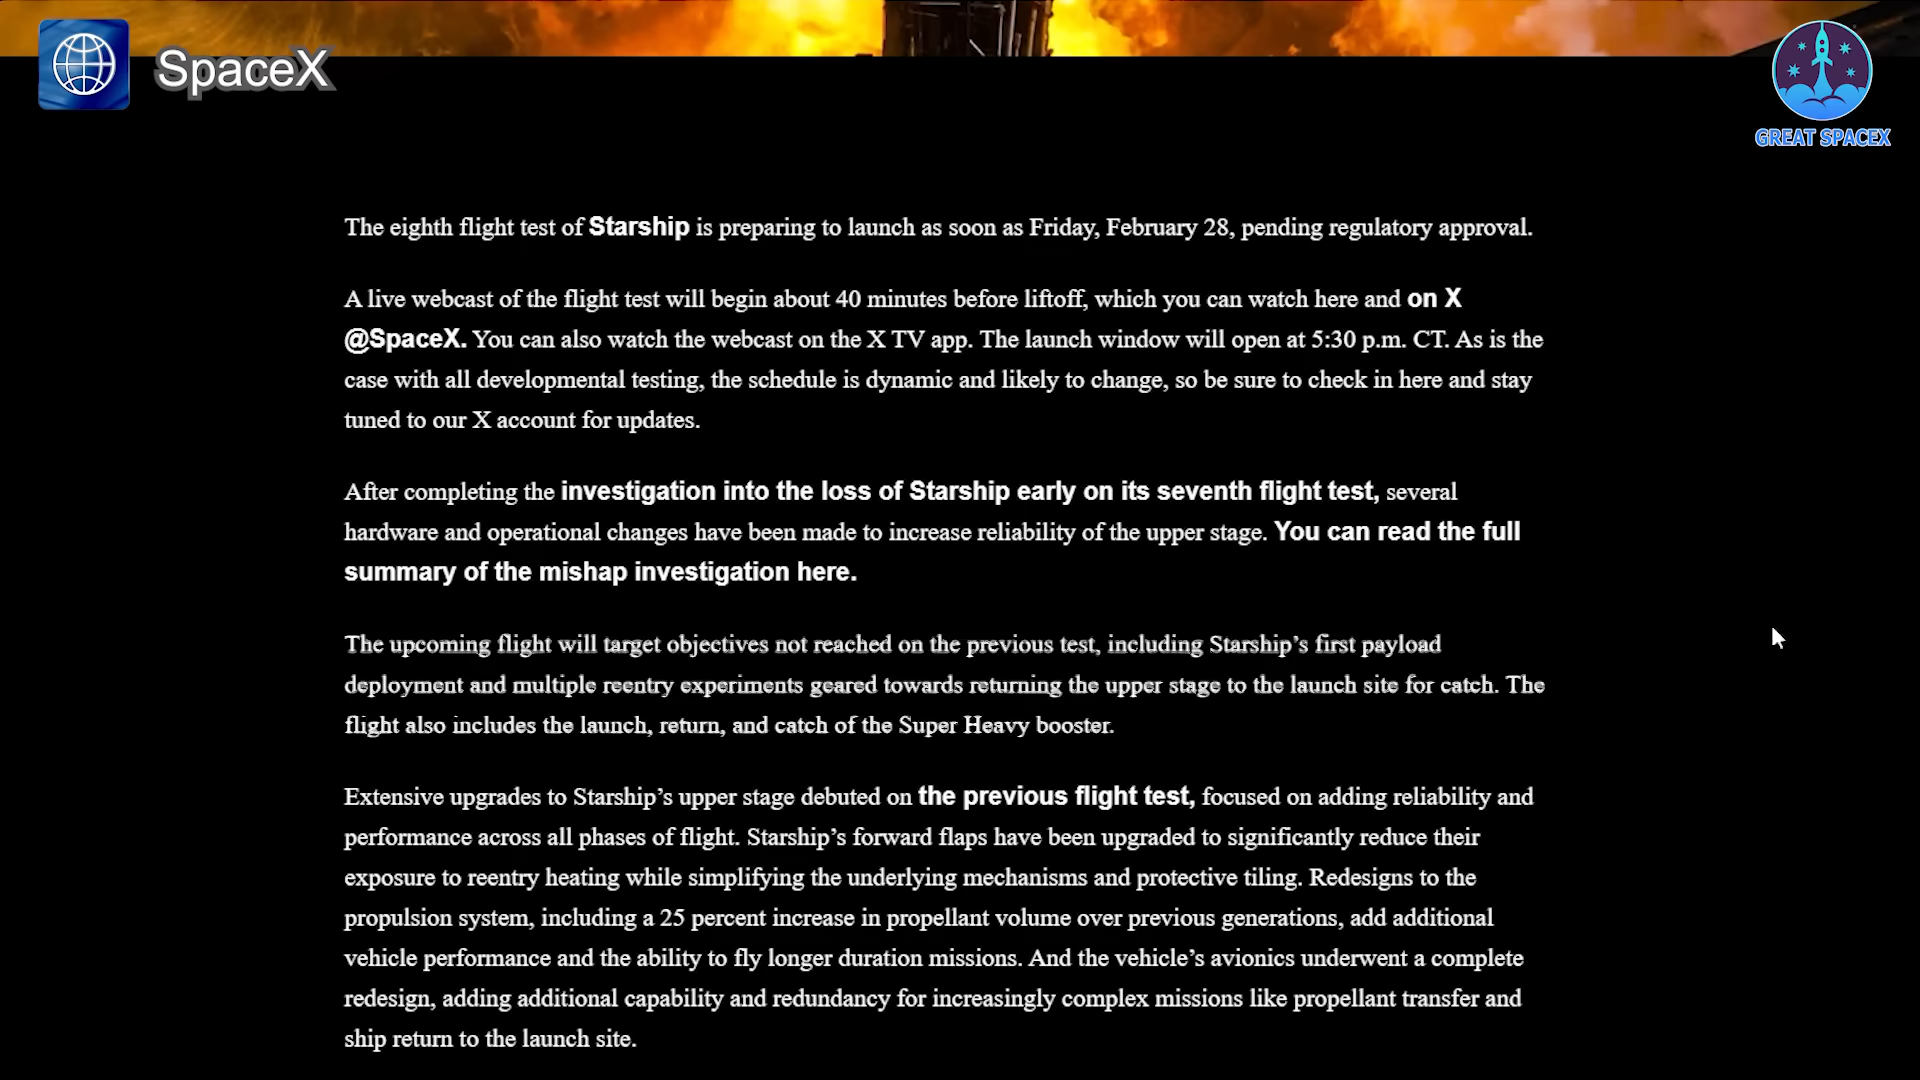 SpaceX
GREAT SPACEX
The eighth flight test of Starship is preparing to launch as soon as Friday, February 28, pending regulatory approval.
A live webcast of the flight test will begin about 40 minutes before liftoff, which you can watch here and on X
@SpaceX. You can also watch the webcast on the X TV app. The launch window will open at 5:30 p.m. CT. As is the
case with all developmental testing, the schedule is dynamic and likely to change, so be sure to check in here and stay
tuned to our X account for updates.
After completing the investigation into the loss of Starship early on its seventh flight test, several
hardware and operational changes have been made to increase reliability of the upper stage. You can read the full
summary of the mishap investigation here.
The upcoming flight will target objectives not reached on the previous test, including Starship’s first payload
deployment and multiple reentry experiments geared towards returning the upper stage to the launch site for catch. The
flight also includes the launch, return, and catch of the Super Heavy booster.
Extensive upgrades to Starship’s upper stage debuted on the previous flight test, focused on adding reliability and
performance across all phases of flight. Starship’s forward flaps have been upgraded to significantly reduce their
exposure to reentry heating while simplifying the underlying mechanisms and protective tiling. Redesigns to the
propulsion system, including a 25 percent increase in propellant volume over previous generations, add additional
vehicle performance and the ability to fly longer duration missions. And the vehicle’s avionics underwent a complete
redesign, adding additional capability and redundancy for increasingly complex missions like propellant transfer and
ship return to the launch site.